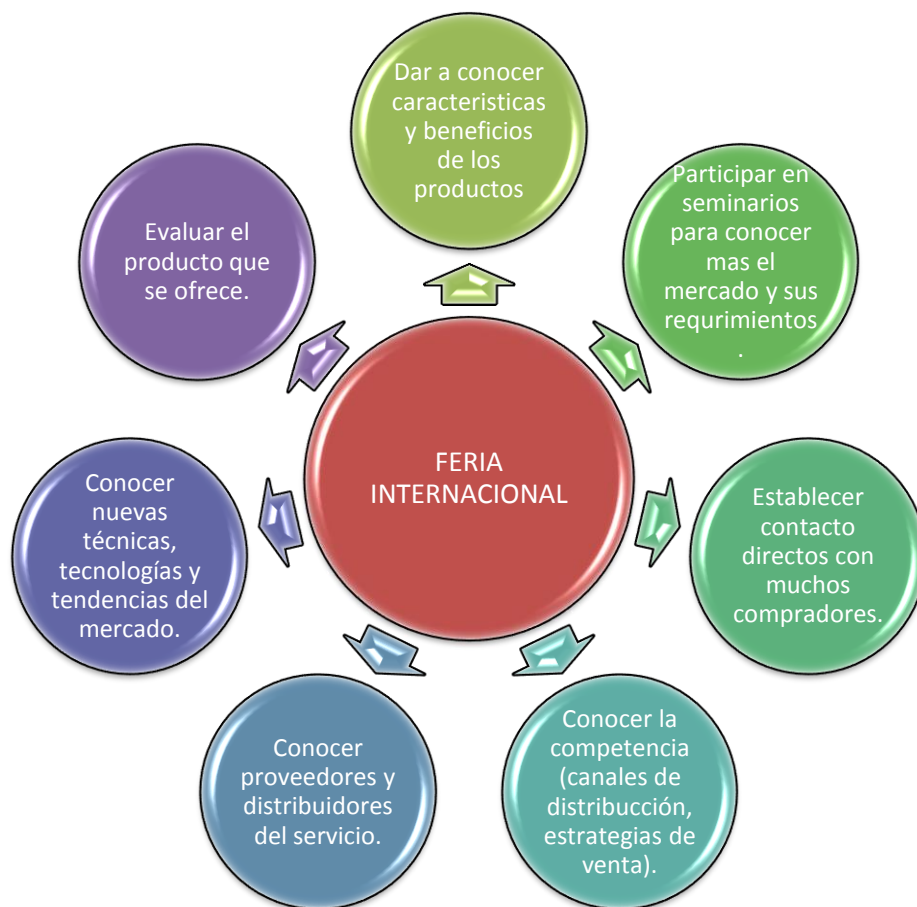 Dar a conocer
caracteristicas
y beneficios
de los
productos
Participar en
seminarios
para conocer
mas el
mercado y sus
requrimientos
.
Establecer
contacto
directos con
muchos
compradores.
Conocer la
competencia
(canales de
distribucción,
estrategias de
venta).
Conocer
proveedores y
distribuidores
del servicio.
Conocer
nuevas
técnicas,
tecnologías y
tendencias del
mercado.
Evaluar el
producto que
se ofrece.
FERIA
INTERNACIONAL